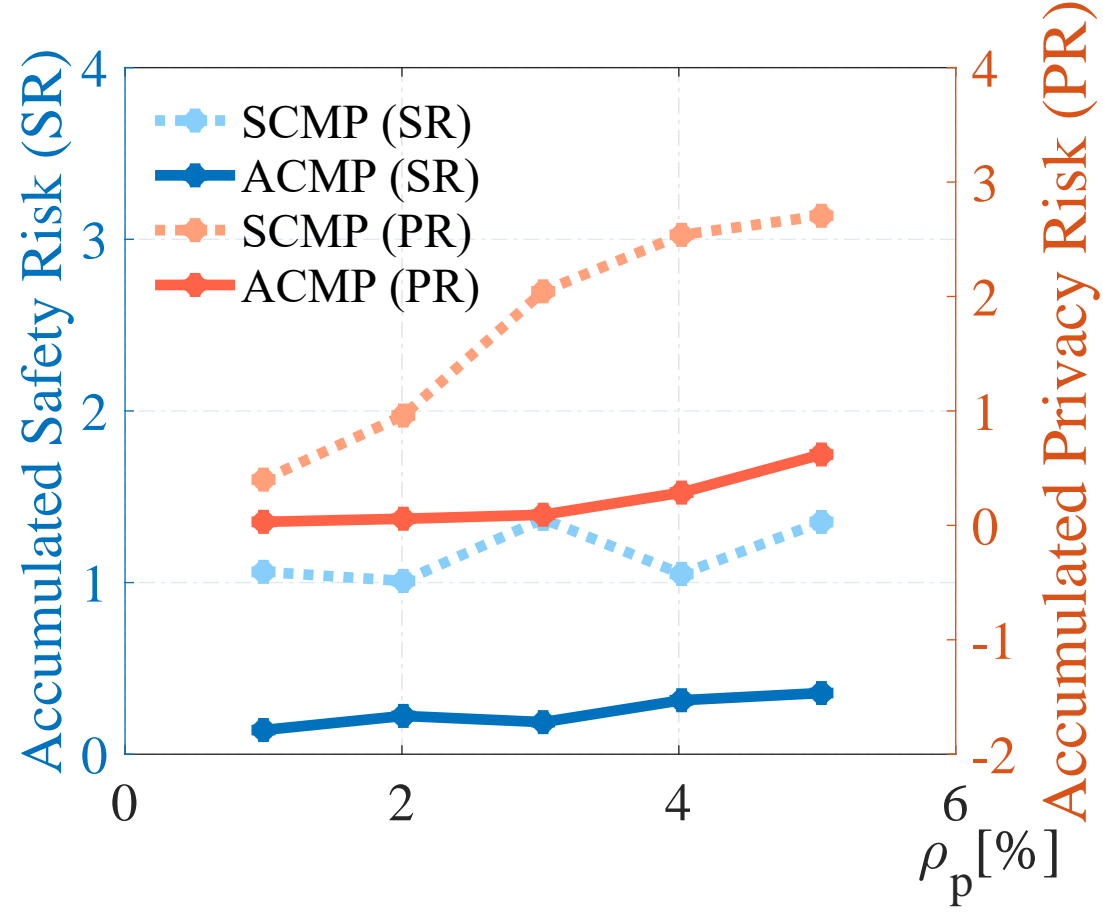 Accumulated Safety Risk (SR)
4
3
2
1
0
SCMP (SR)
ACMP (SR)
SCMP (PR)
ACMP (PR)
4
3
2
1
0
-1
-2
Accumulated Privacy Risk (PR)
0 2 4 6
ρp[%]